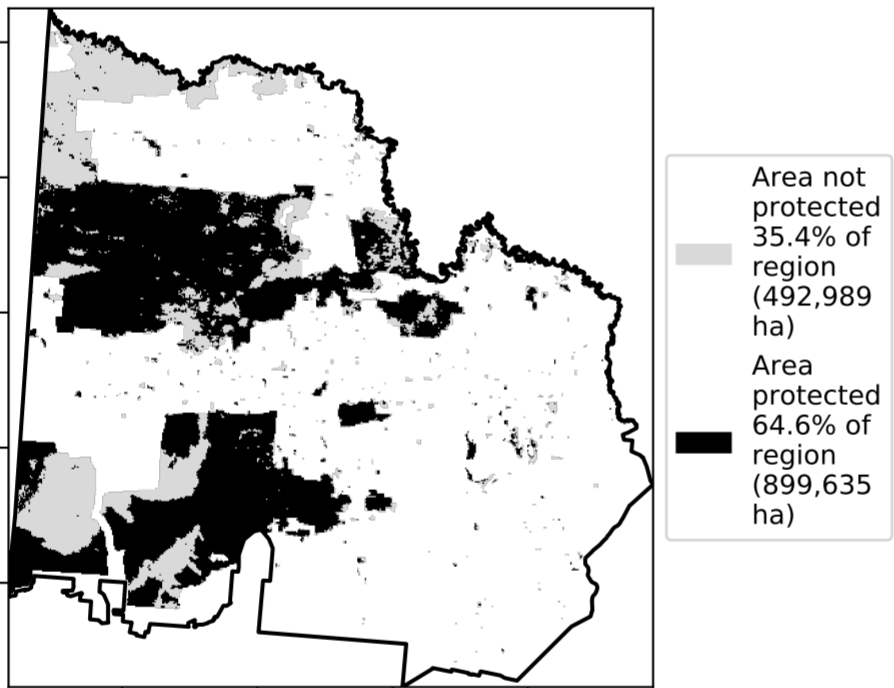 Area not
protected
35.4% of
region
(492,989
ha)
Area
protected
64.6% of
region
(899,635
ha)